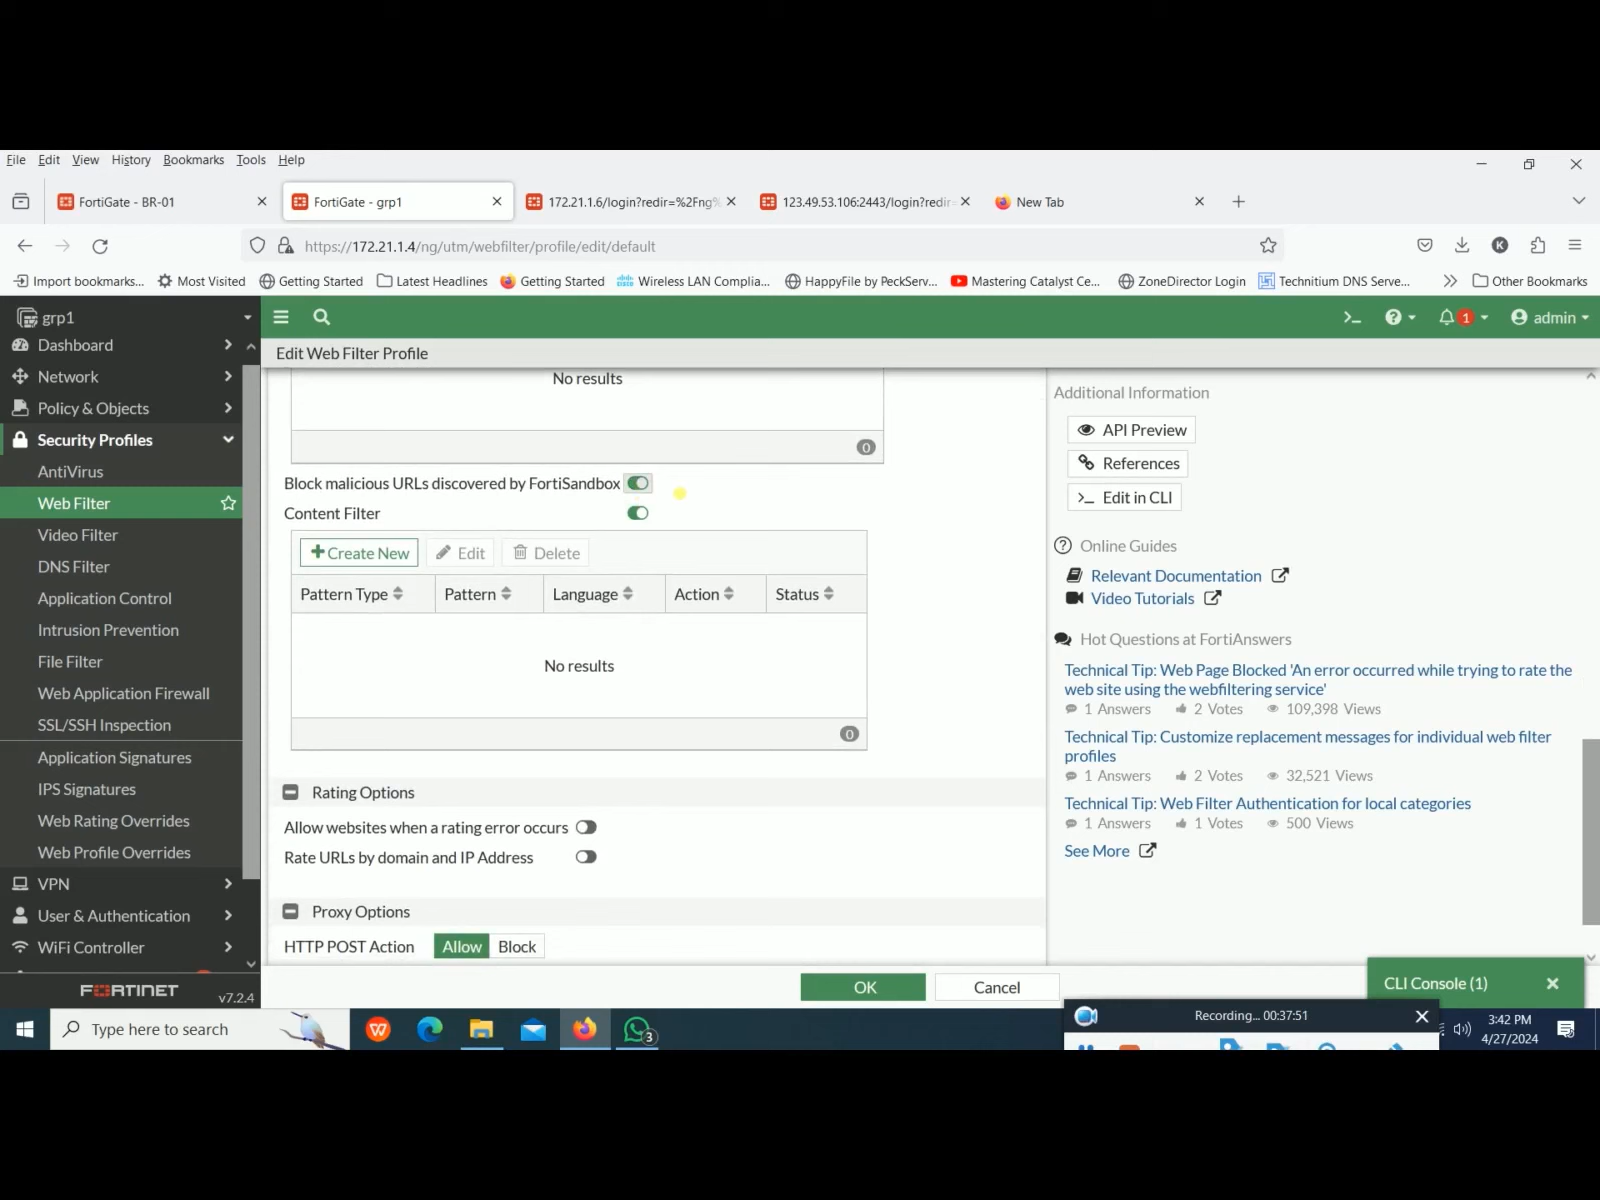 File Edit View History Bookmarks Tools Help
FortiGate - BR-01
FortiGate - grp1
172.21.1.6/login?redir=%2Fng%
123.49.53.106:2443/login?redir=
New Tab
https://172.21.1.4/ng/utm/webfilter/profile/edit/default
K
Import bookmarks... Most Visited Getting Started Latest Headlines Getting Started Wireless LAN Complia... HappyFile by PeckServ... Mastering Catalyst Ce... ZoneDirector Login Technitium DNS Serve... Other Bookmarks
grp1
1
admin
Dashboard
Network
Policy & Objects
Security Profiles
AntiVirus
Web Filter
Video Filter
DNS Filter
Application Control
Intrusion Prevention
File Filter
Web Application Firewall
SSL/SSH Inspection
Application Signatures
IPS Signatures
Web Rating Overrides
Web Profile Overrides
VPN
User & Authentication
WiFi Controller
FORTINET
v7.2.4
Edit Web Filter Profile
No results
0
Block malicious URLs discovered by FortiSandbox
Content Filter
Create New Edit Delete
Pattern Type Pattern Language Action Status
No results
0
Rating Options
Allow websites when a rating error occurs
Rate URLs by domain and IP Address
Proxy Options
HTTP POST Action Allow Block
OK Cancel
Additional Information
API Preview
References
>_ Edit in CLI
Online Guides
Relevant Documentation
Video Tutorials
Hot Questions at FortiAnswers
Technical Tip: Web Page Blocked 'An error occurred while trying to rate the
web site using the webfiltering service'
1 Answers 2 Votes 109,398 Views
Technical Tip: Customize replacement messages for individual web filter
profiles
1 Answers 2 Votes 32,521 Views
Technical Tip: Web Filter Authentication for local categories
1 Answers 1 Votes 500 Views
See More
CLI Console (1)
Type here to search
W
3
Recording... 00:37:51
3:42 PM
4/27/2024